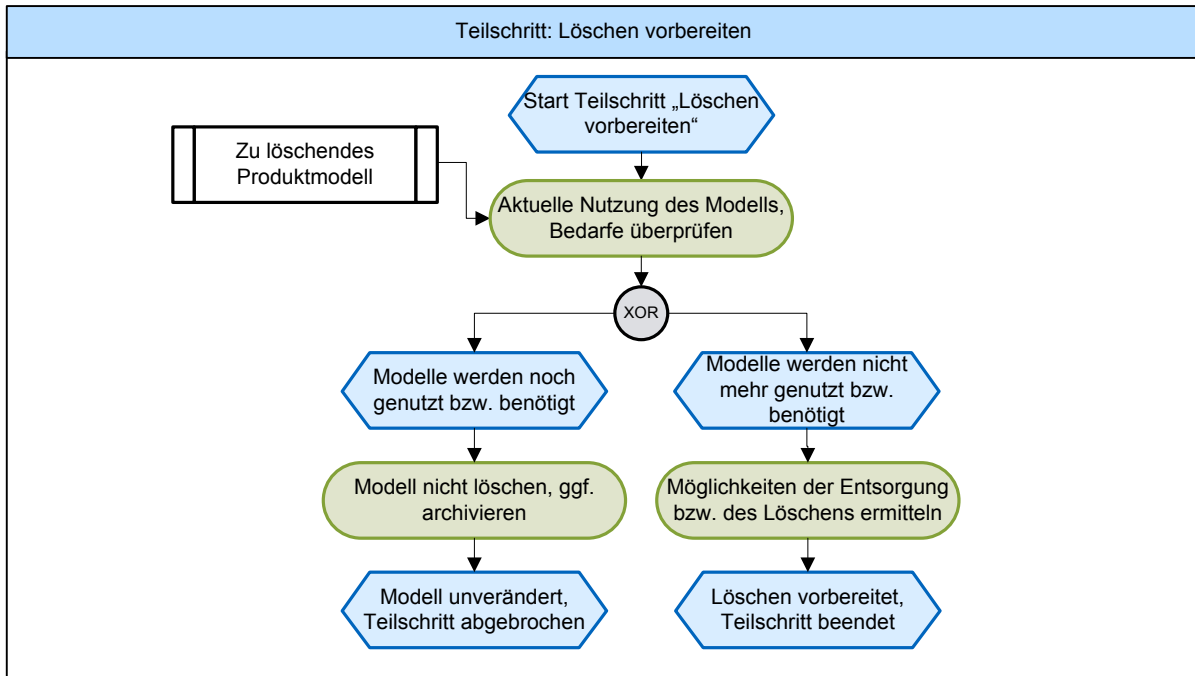 Teilschritt: Löschen vorbereiten
Start Teilschritt „Löschen
vorbereiten“
Zu löschendes
Produktmodell
Aktuelle Nutzung des Modells,
Bedarfe überprüfen
XOR
Modelle werden noch
genutzt bzw. benötigt
Modelle werden nicht
mehr genutzt bzw.
benötigt
Modell nicht löschen, ggf.
archivieren
Möglichkeiten der Entsorgung
bzw. des Löschens ermitteln
Modell unverändert,
Teilschritt abgebrochen
Löschen vorbereitet,
Teilschritt beendet